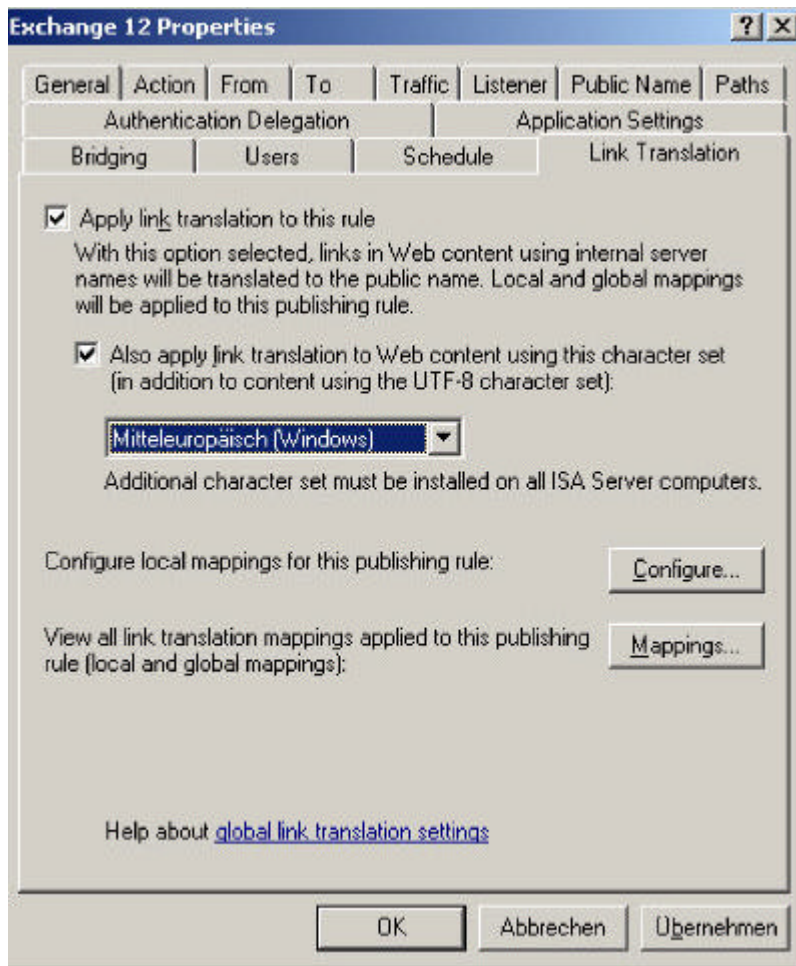 Exchange 12 Properties
General Action From To Traffic Listener Public Name Paths
Authentication Delegation Application Settings
Bridging Users Schedule Link Translation
Apply link translation to this rule
With this option selected, links in Web content using internal server
names will be translated to the public name. Local and global mappings
will be applied to this publishing rule.
Also apply link translation to Web content using this character set
(in addition to content using the UTF-8 character set):
Mitteleuropäisch (Windows)
Additional character set must be installed on all ISA Server computers.
Configure local mappings for this publishing rule:
Configure...
View all link translation mappings applied to this publishing
rule (local and global mappings):
Mappings...
Help about global link translation settings
OK Abbrechen Übernehmen